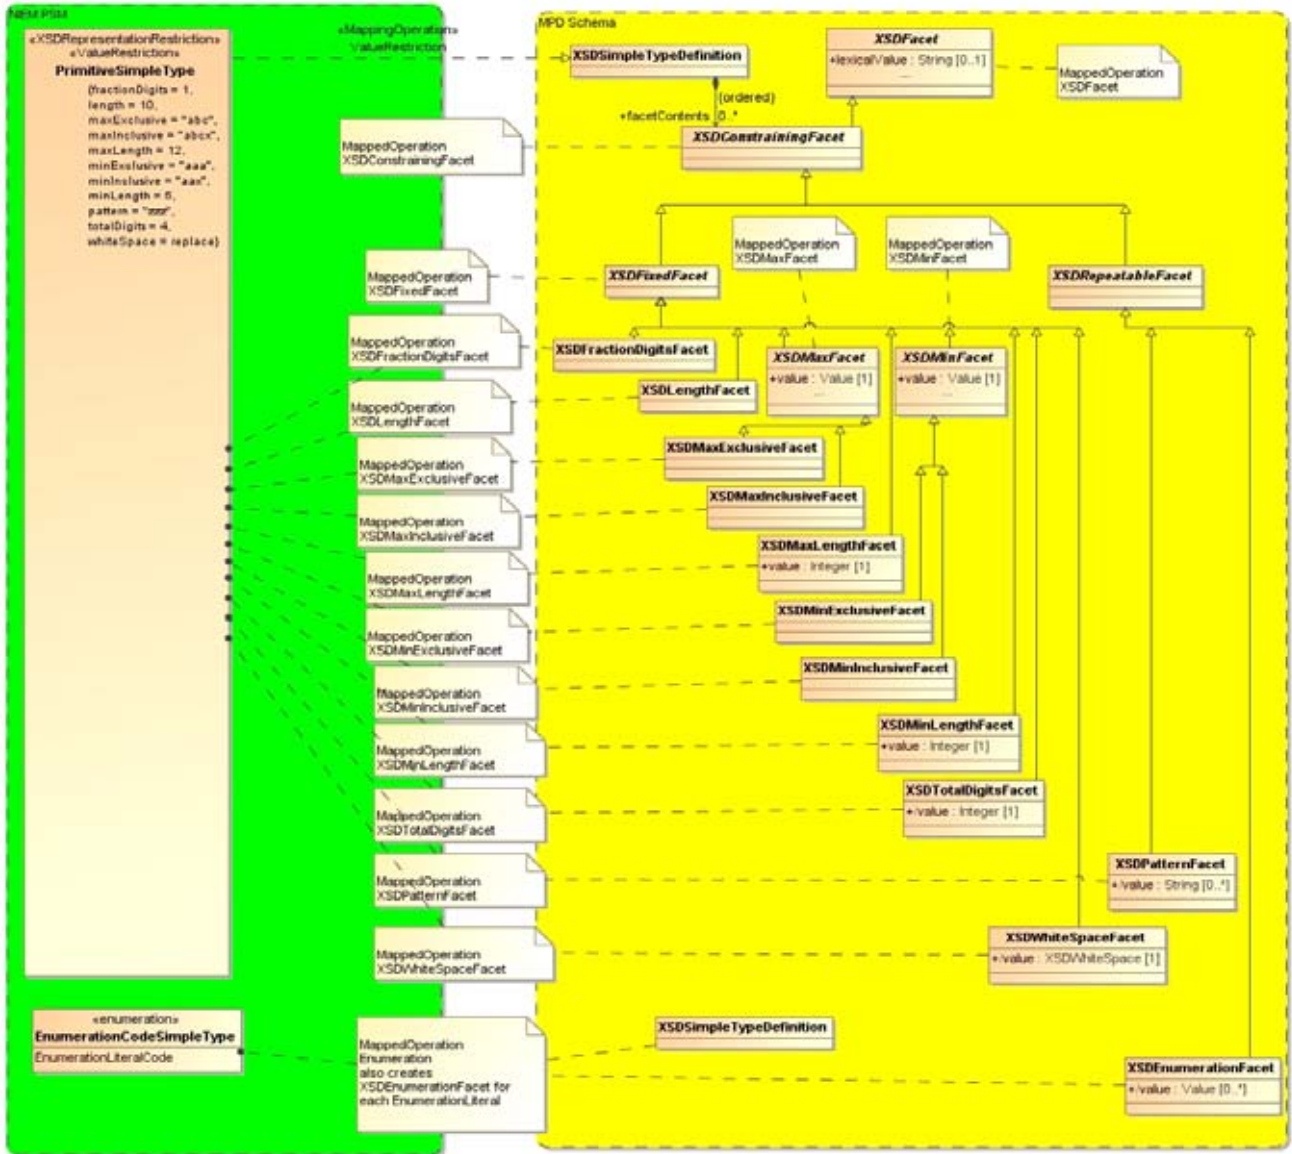 NIEM PSM
«XSDRepresentationRestriction»
«ValueRestriction»
PrimitiveSimpleType
{fractionDigits = 1,
length = 10,
maxExclusive = "abc",
maxInclusive = "abcx",
maxLength = 12,
minExclusive = "aaa",
minInclusive = "aax",
minLength = 6,
pattern = "zzz",
totalDigits = 4,
whiteSpace = replace}
«MappingOperation»
ValueRestriction
MPD Schema
XSDSimpleTypeDefinition
{ordered}
+facetContents 0..*
XSDFacet
+lexicalValue : String [0..1]
...
MappedOperation
XSDFacet
MappedOperation
XSDConstrainingFacet
XSDConstrainingFacet
MappedOperation
XSDMaxFacet
MappedOperation
XSDMinFacet
MappedOperation
XSDFixedFacet
XSDFixedFacet
XSDRepeatableFacet
MappedOperation
XSDFractionDigitsFacet
XSDFractionDigitsFacet
XSDMaxFacet
+value : Value [1]
...
XSDMinFacet
+value : Value [1]
...
MappedOperation
XSDLengthFacet
XSDLengthFacet
MappedOperation
XSDMaxExclusiveFacet
XSDMaxExclusiveFacet
MappedOperation
XSDMaxInclusiveFacet
XSDMaxInclusiveFacet
MappedOperation
XSDMaxLengthFacet
XSDMaxLengthFacet
+value : Integer [1]
MappedOperation
XSDMinExclusiveFacet
XSDMinExclusiveFacet
MappedOperation
XSDMinInclusiveFacet
XSDMinInclusiveFacet
MappedOperation
XSDMinLengthFacet
XSDMinLengthFacet
+value : Integer [1]
MappedOperation
XSDTotalDigitsFacet
XSDTotalDigitsFacet
+/value : Integer [1]
MappedOperation
XSDPatternFacet
XSDPatternFacet
+/value : String [0..*]
MappedOperation
XSDWhiteSpaceFacet
XSDWhiteSpaceFacet
+/value : XSDWhiteSpace [1]
«enumeration»
EnumerationCodeSimpleType
EnumerationLiteralCode
MappedOperation
Enumeration
also creates
XSDEnumerationFacet for
each EnumerationLiteral
XSDSimpleTypeDefinition
XSDEnumerationFacet
+/value : Value [0..*]